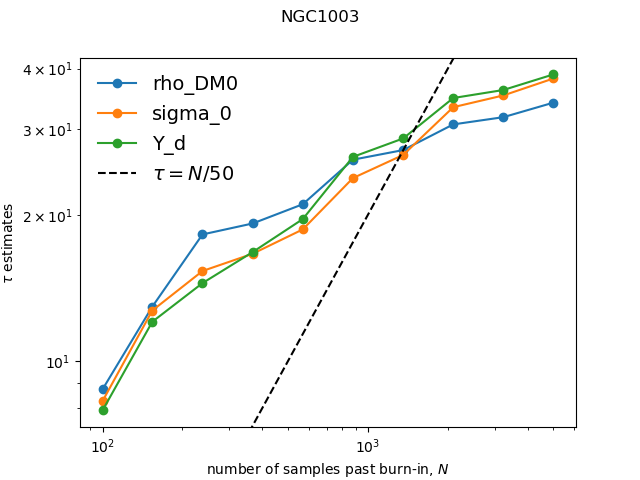 NGC1003
4 × 10¹
3 × 10¹
2 × 10¹
10¹
τ estimates
rho_DM0
sigma_0
Y_d
τ = N/50
10²
10³
number of samples past burn-in, N